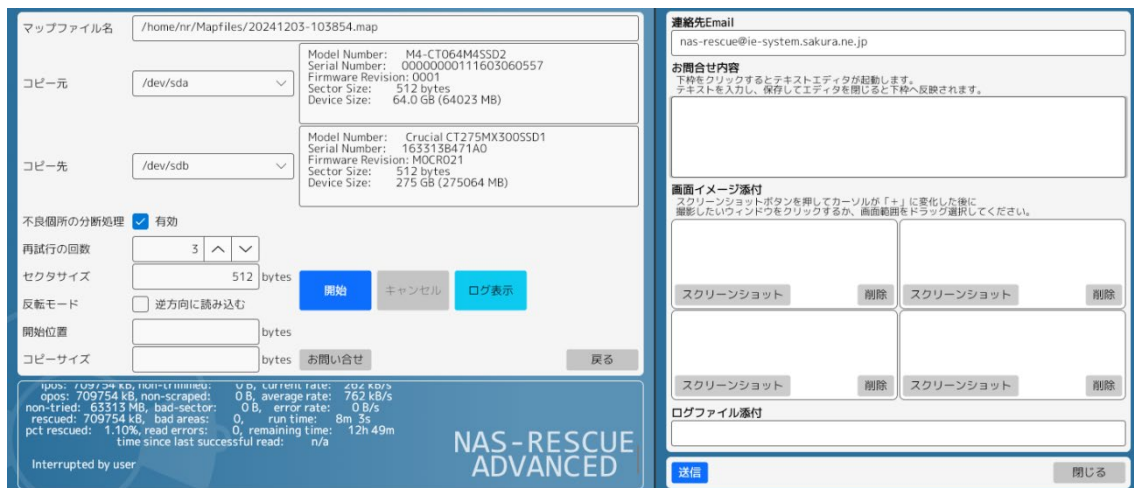 マップファイル名
/home/nr/Mapfiles/20241203-103854.map
コピー元
/dev/sda
Model Number: M4-CT064M4SSD2
Serial Number: 00000000111603060557
Firmware Revision: 0001
Sector Size: 512 bytes
Device Size: 64.0 GB (64023 MB)
コピー先
/dev/sdb
Model Number: Crucial CT275MX300SSD1
Serial Number: 163313B471A0
Firmware Revision: M0CR021
Sector Size: 512 bytes
Device Size: 275 GB (275064 MB)
不良個所の分断処理 有効
再試行の回数 3
セクタサイズ 512 bytes
反転モード 逆方向に読み込む
開始 キャンセル ログ表示
開始位置 bytes
コピーサイズ bytes お問い合せ 戻る
ipos: 709754 kB, non-trimmed: 0 B, current rate: 262 kB/s
opos: 709754 kB, non-scraped: 0 B, average rate: 762 kB/s
non-tried: 63313 MB, bad-sector: 0 B, error rate: 0 B/s
rescued: 709754 kB, bad areas: 0, run time: 8m 3s
pct rescued: 1.10%, read errors: 0, remaining time: 12h 49m
time since last successful read: n/a
Interrupted by user
NAS-RESCUE
ADVANCED
連絡先Email
nas-rescue@ie-system.sakura.ne.jp
お問合せ内容
下枠をクリックするとテキストエディタが起動します。
テキストを入力し、保存してエディタを閉じると下枠へ反映されます。
画面イメージ添付
スクリーンショットボタンを押してカーソルが「+」に変化した後に
撮影したいウィンドウをクリックするか、画面範囲をドラッグ選択してください。
スクリーンショット 削除 スクリーンショット 削除
スクリーンショット 削除 スクリーンショット 削除
ログファイル添付
送信 閉じる